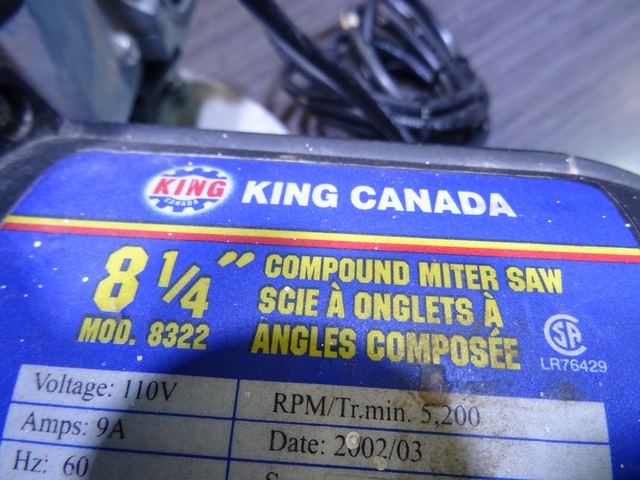 KING
CANADA
KING CANADA
8 1/4"
MOD. 8322
COMPOUND MITER SAW
SCIE À ONGLETS À
ANGLES COMPOSÉE
LR76429
Voltage: 110V
RPM/Tr.min. 5,200
Amps: 9A
Date: 2002/03
Hz: 60